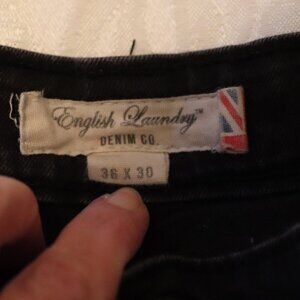 English Laundry™
DENIM CO.
36 X 30